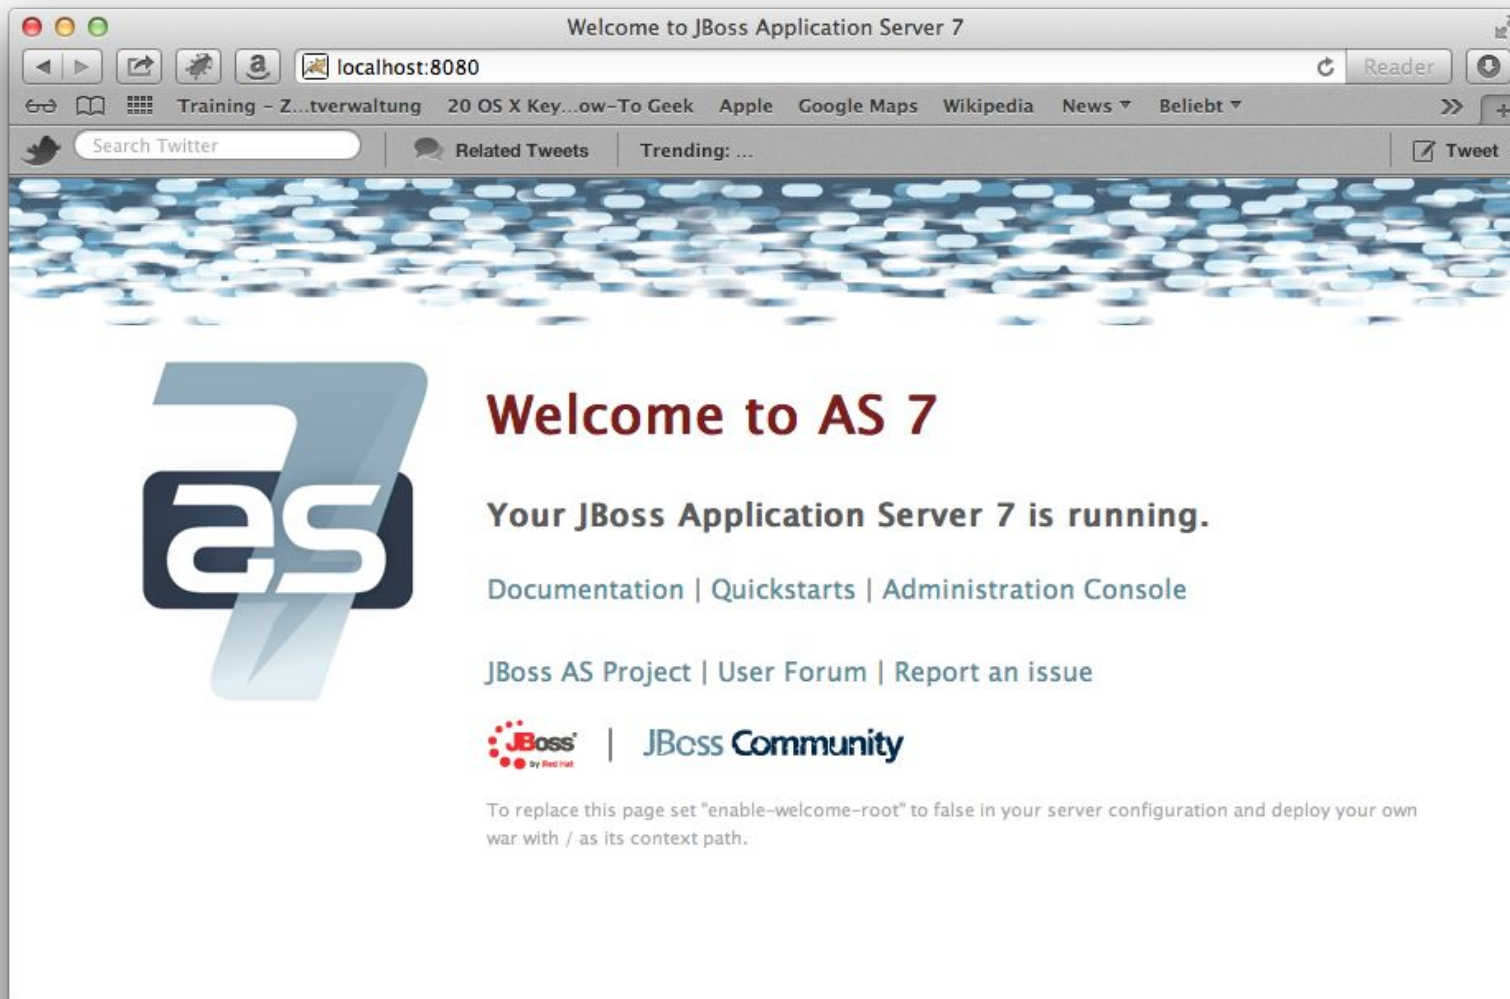 Welcome to JBoss Application Server 7
localhost:8080
Reader
Training - Z...tverwaltung 20 OS X Key...ow-To Geek Apple Google Maps Wikipedia News Beliebt
Search Twitter Related Tweets Trending: ... Tweet
as 7
Welcome to AS 7
Your JBoss Application Server 7 is running.
Documentation | Quickstarts | Administration Console
JBoss AS Project | User Forum | Report an issue
JBoss by Red Hat | JBoss Community
To replace this page set "enable-welcome-root" to false in your server configuration and deploy your own
war with / as its context path.